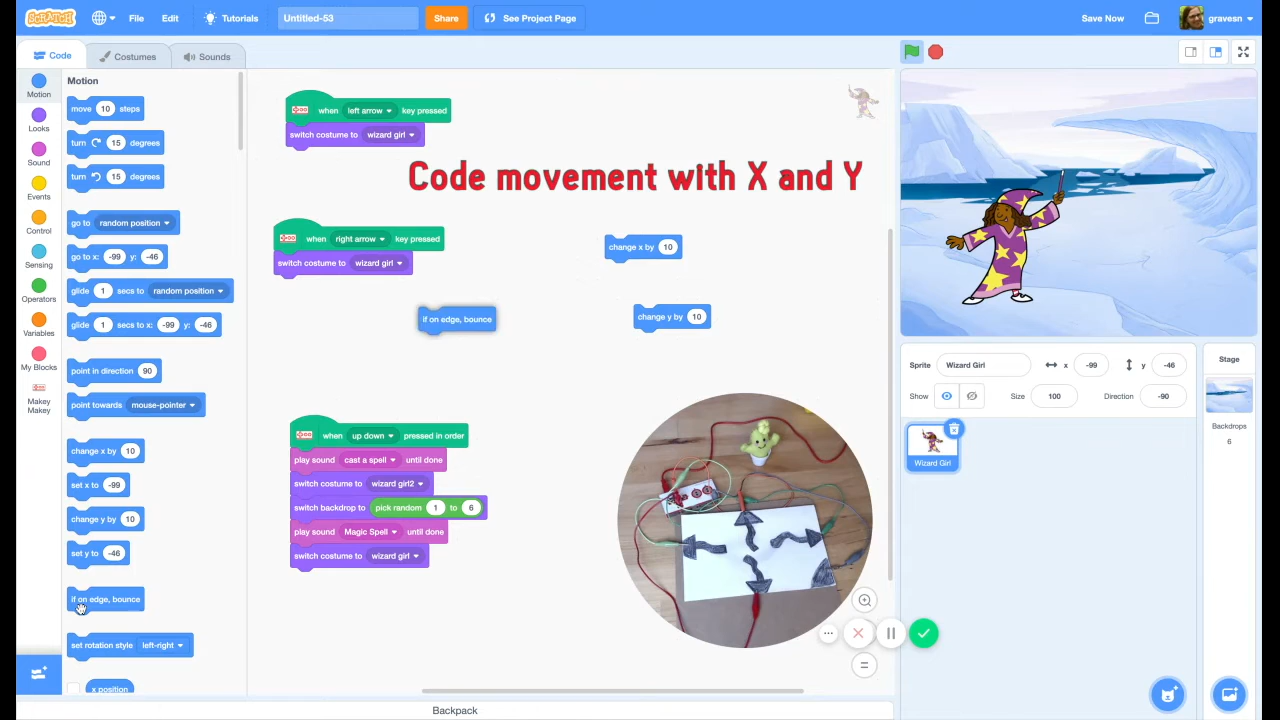 SCRATCH
File
Edit
Tutorials
Untitled-53
Share
See Project Page
Save Now
gravesn
Code
Costumes
Sounds
Motion
Looks
Sound
Events
Control
Sensing
Operators
Variables
My Blocks
Makey
Makey
Motion
move 10 steps
turn 15 degrees
turn 15 degrees
go to random position
go to x: -99 y: -46
glide 1 secs to random position
glide 1 secs to x: -99 y: -46
point in direction 90
point towards mouse-pointer
change x by 10
set x to -99
change y by 10
set y to -46
if on edge, bounce
set rotation style left-right
x position
when left arrow key pressed
switch costume to wizard girl
Code movement with X and Y
when right arrow key pressed
switch costume to wizard girl
change x by 10
if on edge, bounce
change y by 10
when up down pressed in order
play sound cast a spell until done
switch costume to wizard girl2
switch backdrop to pick random 1 to 6
play sound Magic Spell until done
switch costume to wizard girl
Backpack
Sprite Wizard Girl x -99 y -46
Show Size 100 Direction -90
Wizard Girl
Stage
Backdrops
6